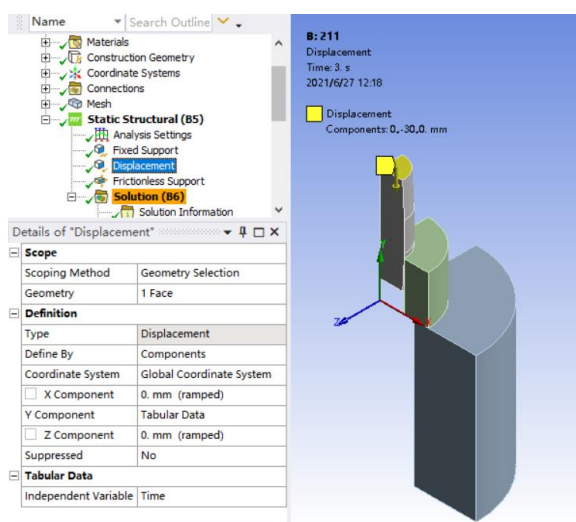 Name
Search Outline
Materials
Construction Geometry
Coordinate Systems
Connections
Mesh
Static Structural (B5)
Analysis Settings
Fixed Support
Displacement
Frictionless Support
Solution (B6)
Solution Information
Details of "Displacement"
Scope
Scoping Method Geometry Selection
Geometry 1 Face
Definition
Type Displacement
Define By Components
Coordinate System Global Coordinate System
X Component 0. mm (ramped)
Y Component Tabular Data
Z Component 0. mm (ramped)
Suppressed No
Tabular Data
Independent Variable Time
B: 211
Displacement
Time: 3. s
2021/6/27 12:18
Displacement
Components: 0.,-30.,0. mm
Y
Z
X